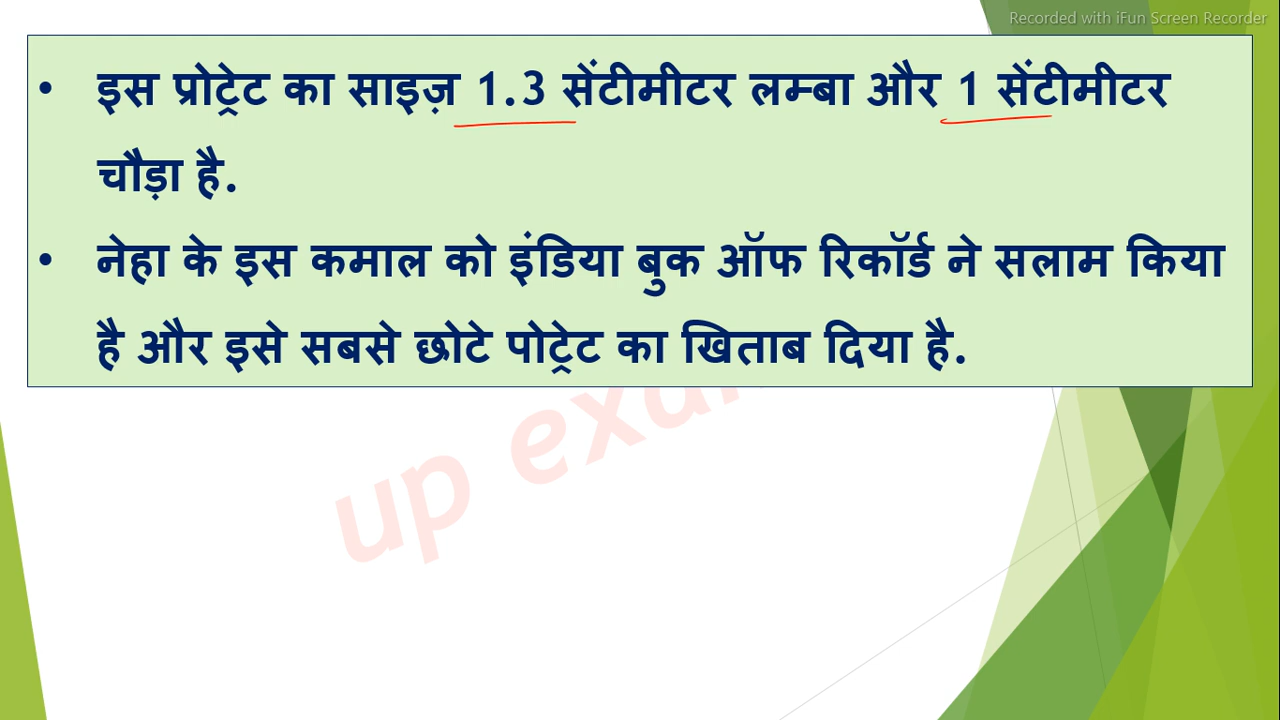 Recorded with iFun Screen Recorder
• इस प्रोट्रेट का साइज़ 1.3 सेंटीमीटर लम्बा और 1 सेंटीमीटर
चौड़ा है.
• नेहा के इस कमाल को इंडिया बुक ऑफ रिकॉर्ड ने सलाम किया
है और इसे सबसे छोटे पोट्रेट का खिताब दिया है.
up exa